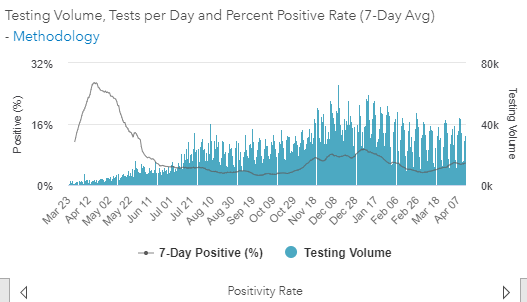 Testing Volume, Tests per Day and Percent Positive Rate (7-Day Avg)
- Methodology
32%
80k
16%
40k
0%
0k
Positive (%)
Testing Volume
Mar 23
Apr 12
May 02
May 22
Jun 11
Jul 01
Jul 21
Aug 10
Aug 30
Sep 19
Oct 09
Oct 29
Nov 18
Dec 08
Dec 28
Jan 17
Feb 06
Feb 26
Mar 18
Apr 07
7-Day Positive (%)
Testing Volume
Positivity Rate